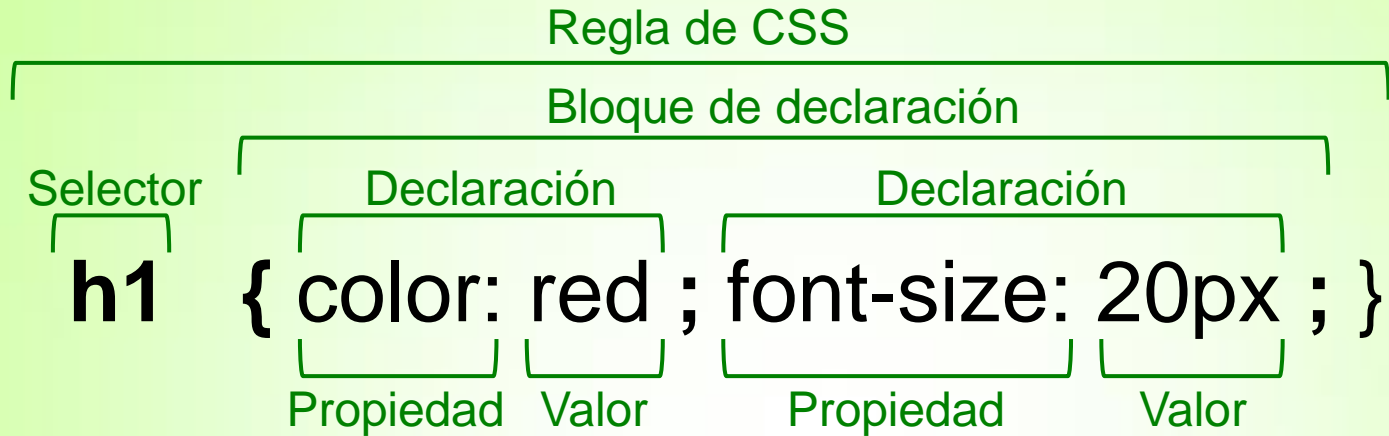 Regla de CSS
Bloque de declaración
Selector Declaración Declaración
h1 { color: red ; font-size: 20px ; }
Propiedad Valor Propiedad Valor